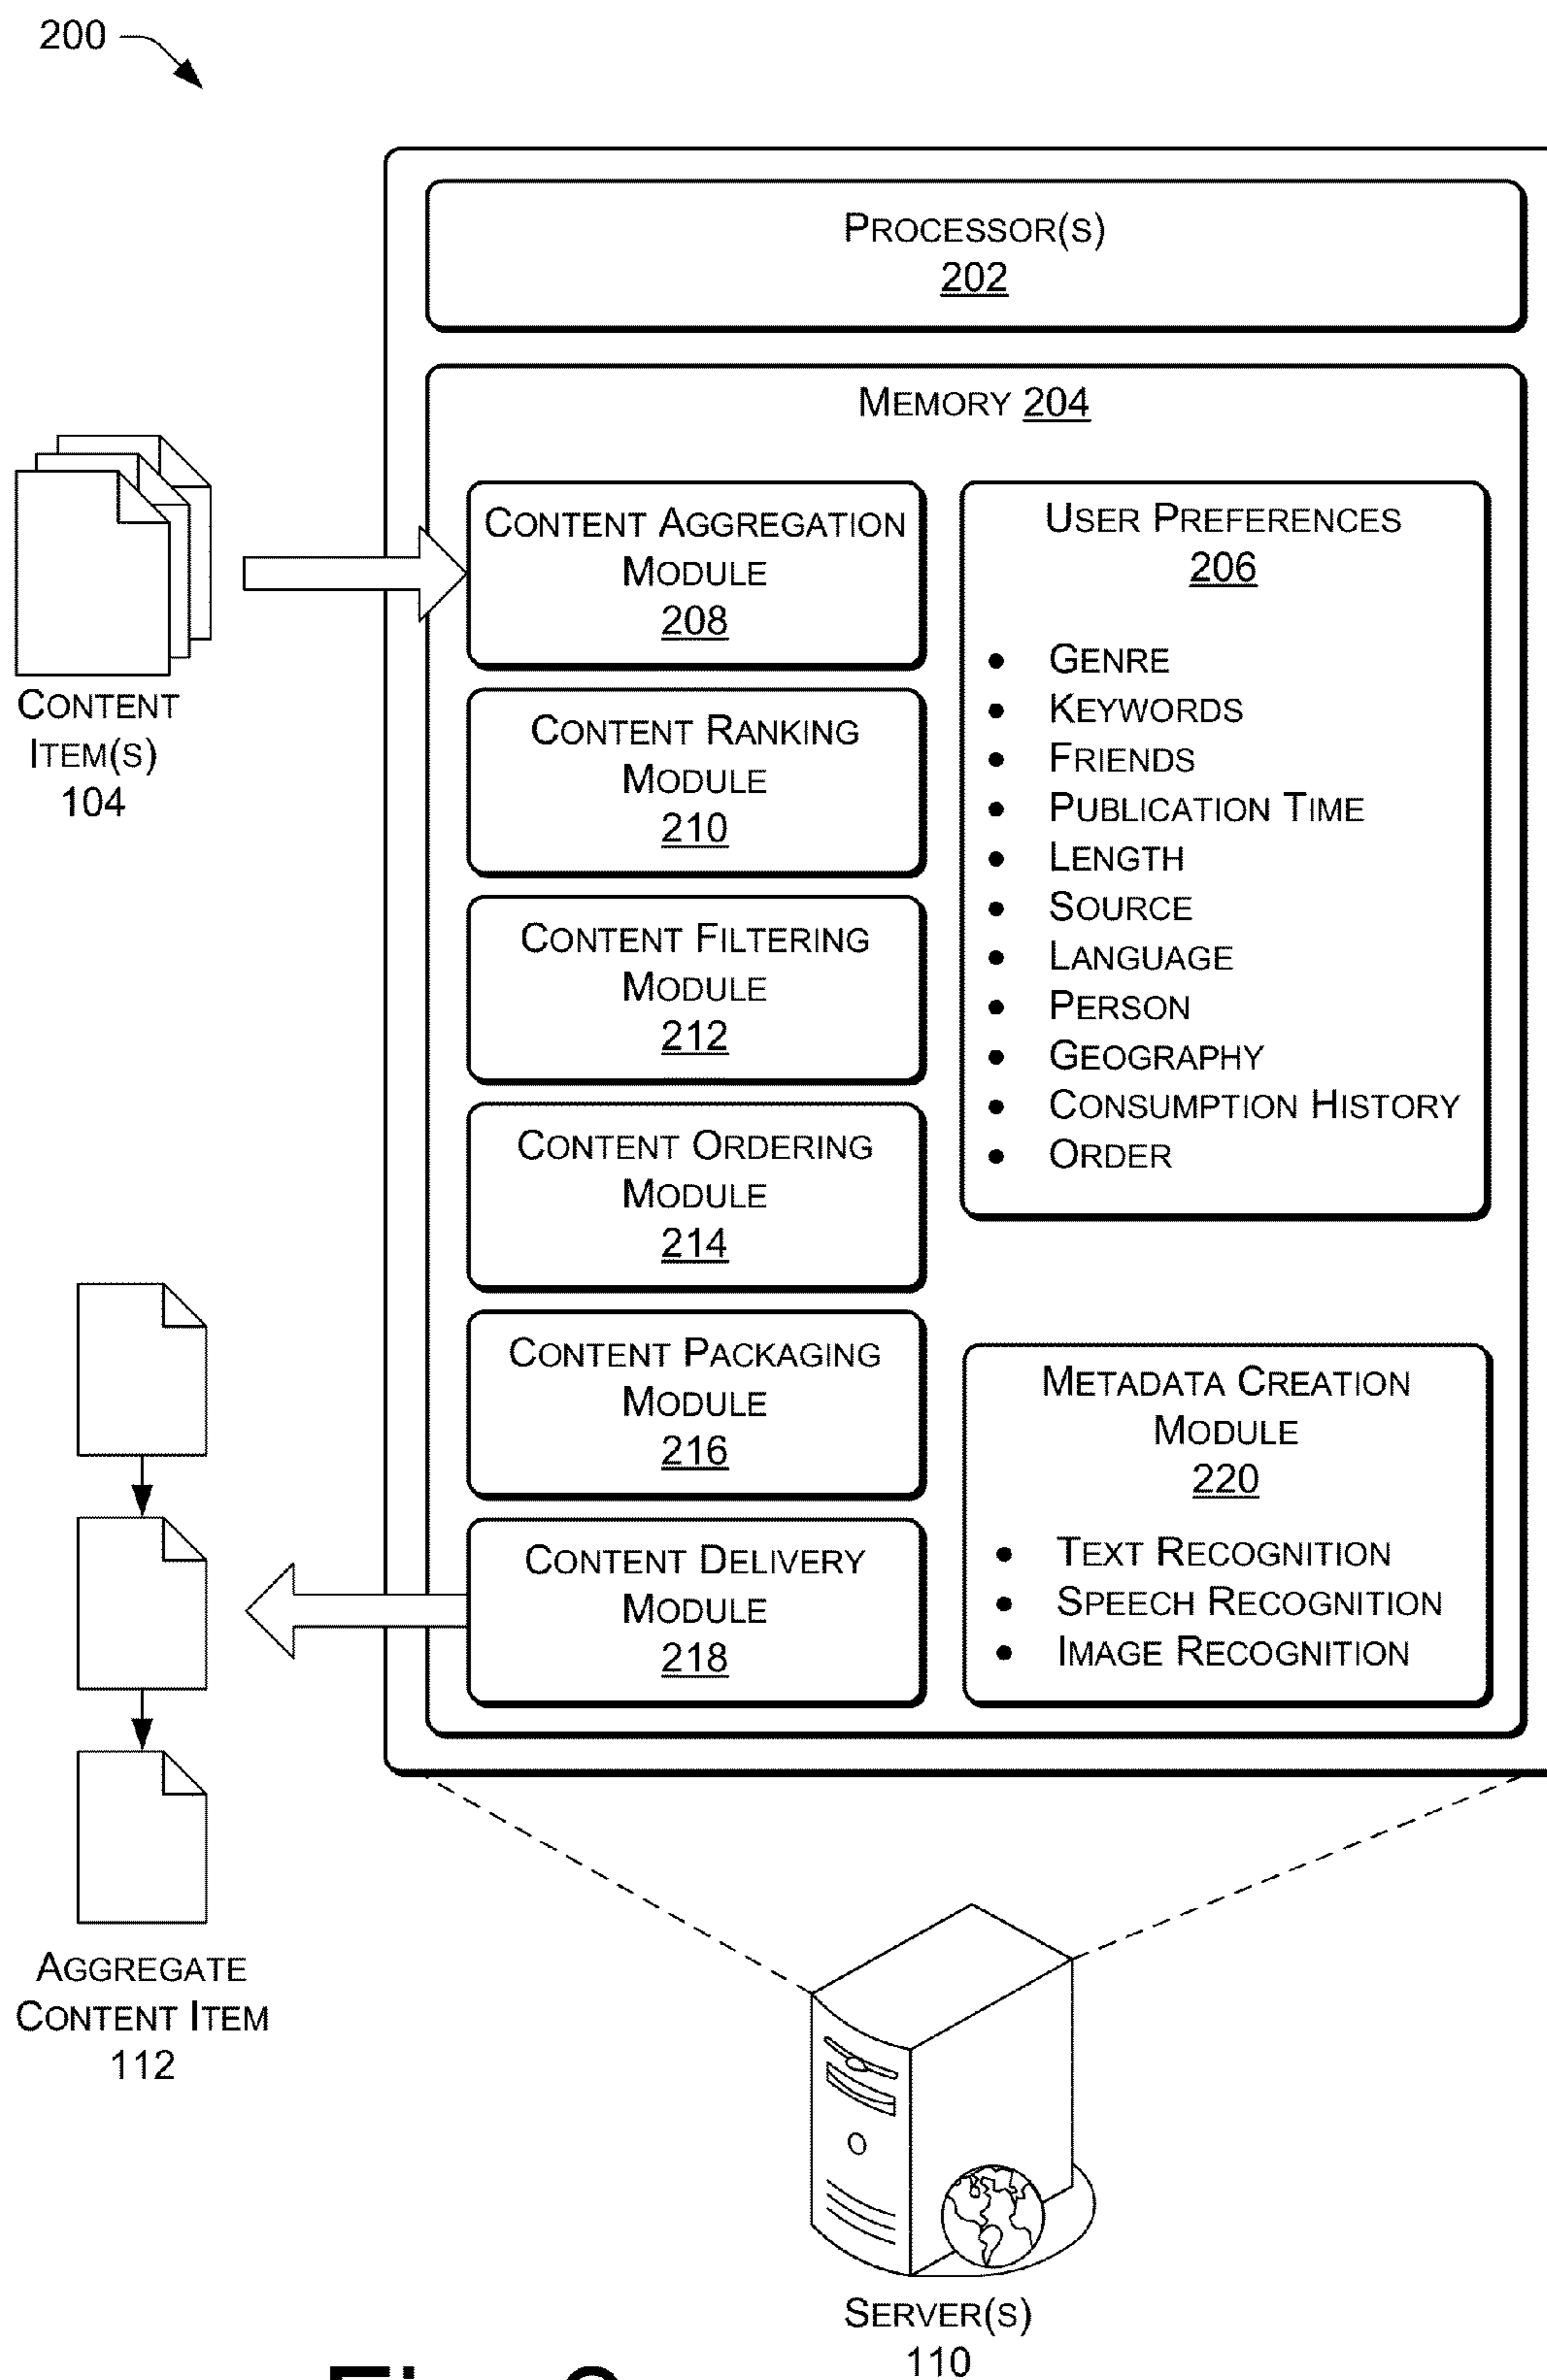 200
PROCESSOR(S)
202
MEMORY 204
CONTENT AGGREGATION
MODULE
208
CONTENT RANKING
MODULE
210
CONTENT FILTERING
MODULE
212
CONTENT ORDERING
MODULE
214
CONTENT PACKAGING
MODULE
216
CONTENT DELIVERY
MODULE
218
USER PREFERENCES
206
• GENRE
• KEYWORDS
• FRIENDS
• PUBLICATION TIME
• LENGTH
• SOURCE
• LANGUAGE
• PERSON
• GEOGRAPHY
• CONSUMPTION HISTORY
• ORDER
METADATA CREATION
MODULE
220
• TEXT RECOGNITION
• SPEECH RECOGNITION
• IMAGE RECOGNITION
CONTENT
ITEM(S)
104
AGGREGATE
CONTENT ITEM
112
SERVER(S)
110